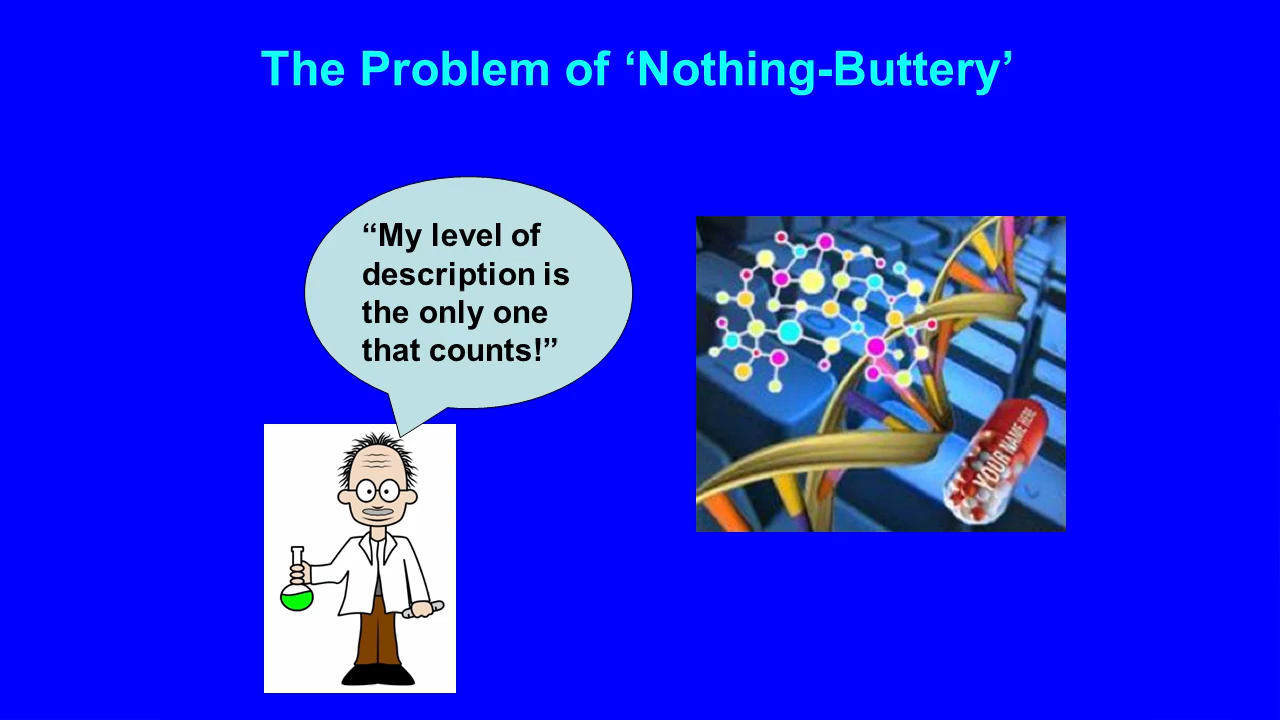 The Problem of ‘Nothing-Buttery’
“My level of
description is
the only one
that counts!”
YOUR NAME HERE